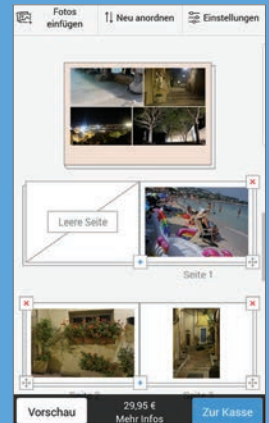 Fotos
einfügen
Neu anordnen
Einstellungen
Leere Seite
Seite 1
Vorschau
29,95 €
Mehr Infos
Zur Kasse